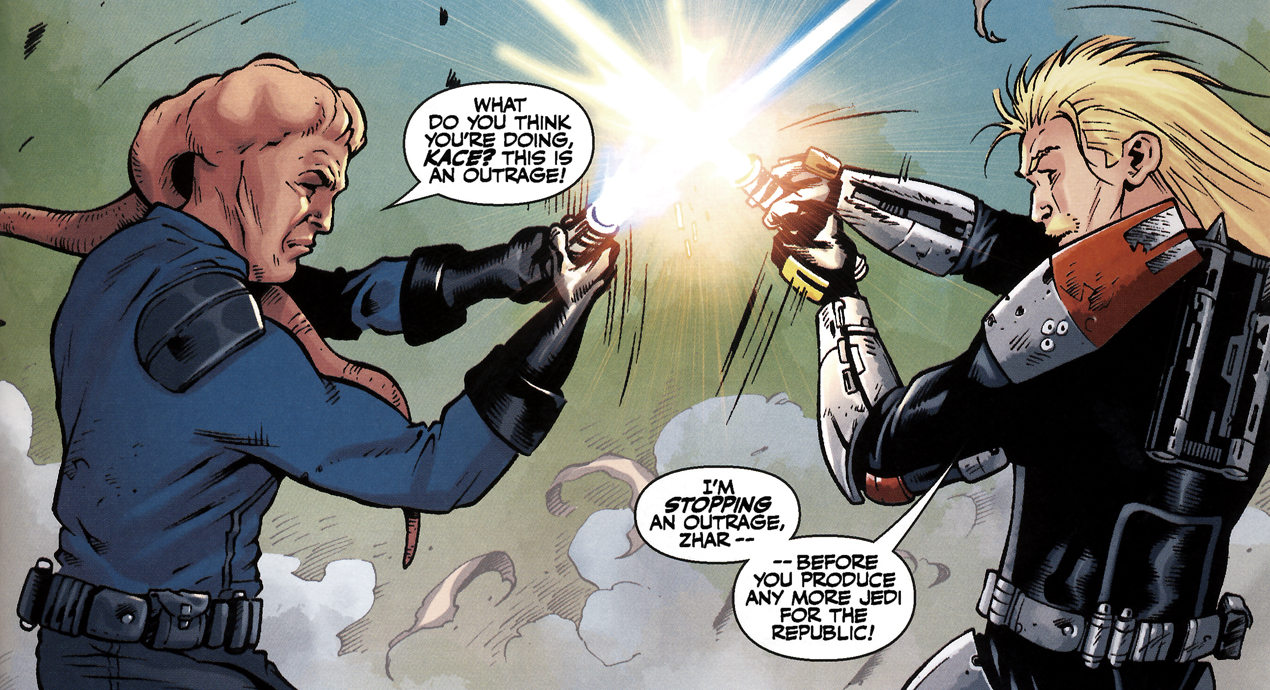 WHAT
DO YOU THINK
YOU'RE DOING,
KACE? THIS IS
AN OUTRAGE!
I'M
STOPPING
AN OUTRAGE,
ZHAR --
-- BEFORE
YOU PRODUCE
ANY MORE JEDI
FOR THE
REPUBLIC!